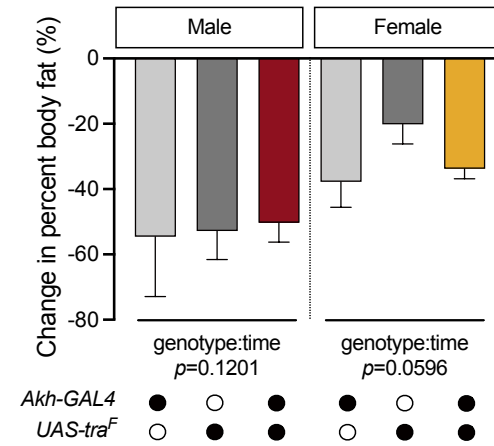 Male Female
Change in percent body fat (%)
0
-20
-40
-60
-80
genotype:time genotype:time
p=0.1201 p=0.0596
Akh-GAL4
UAS-traF